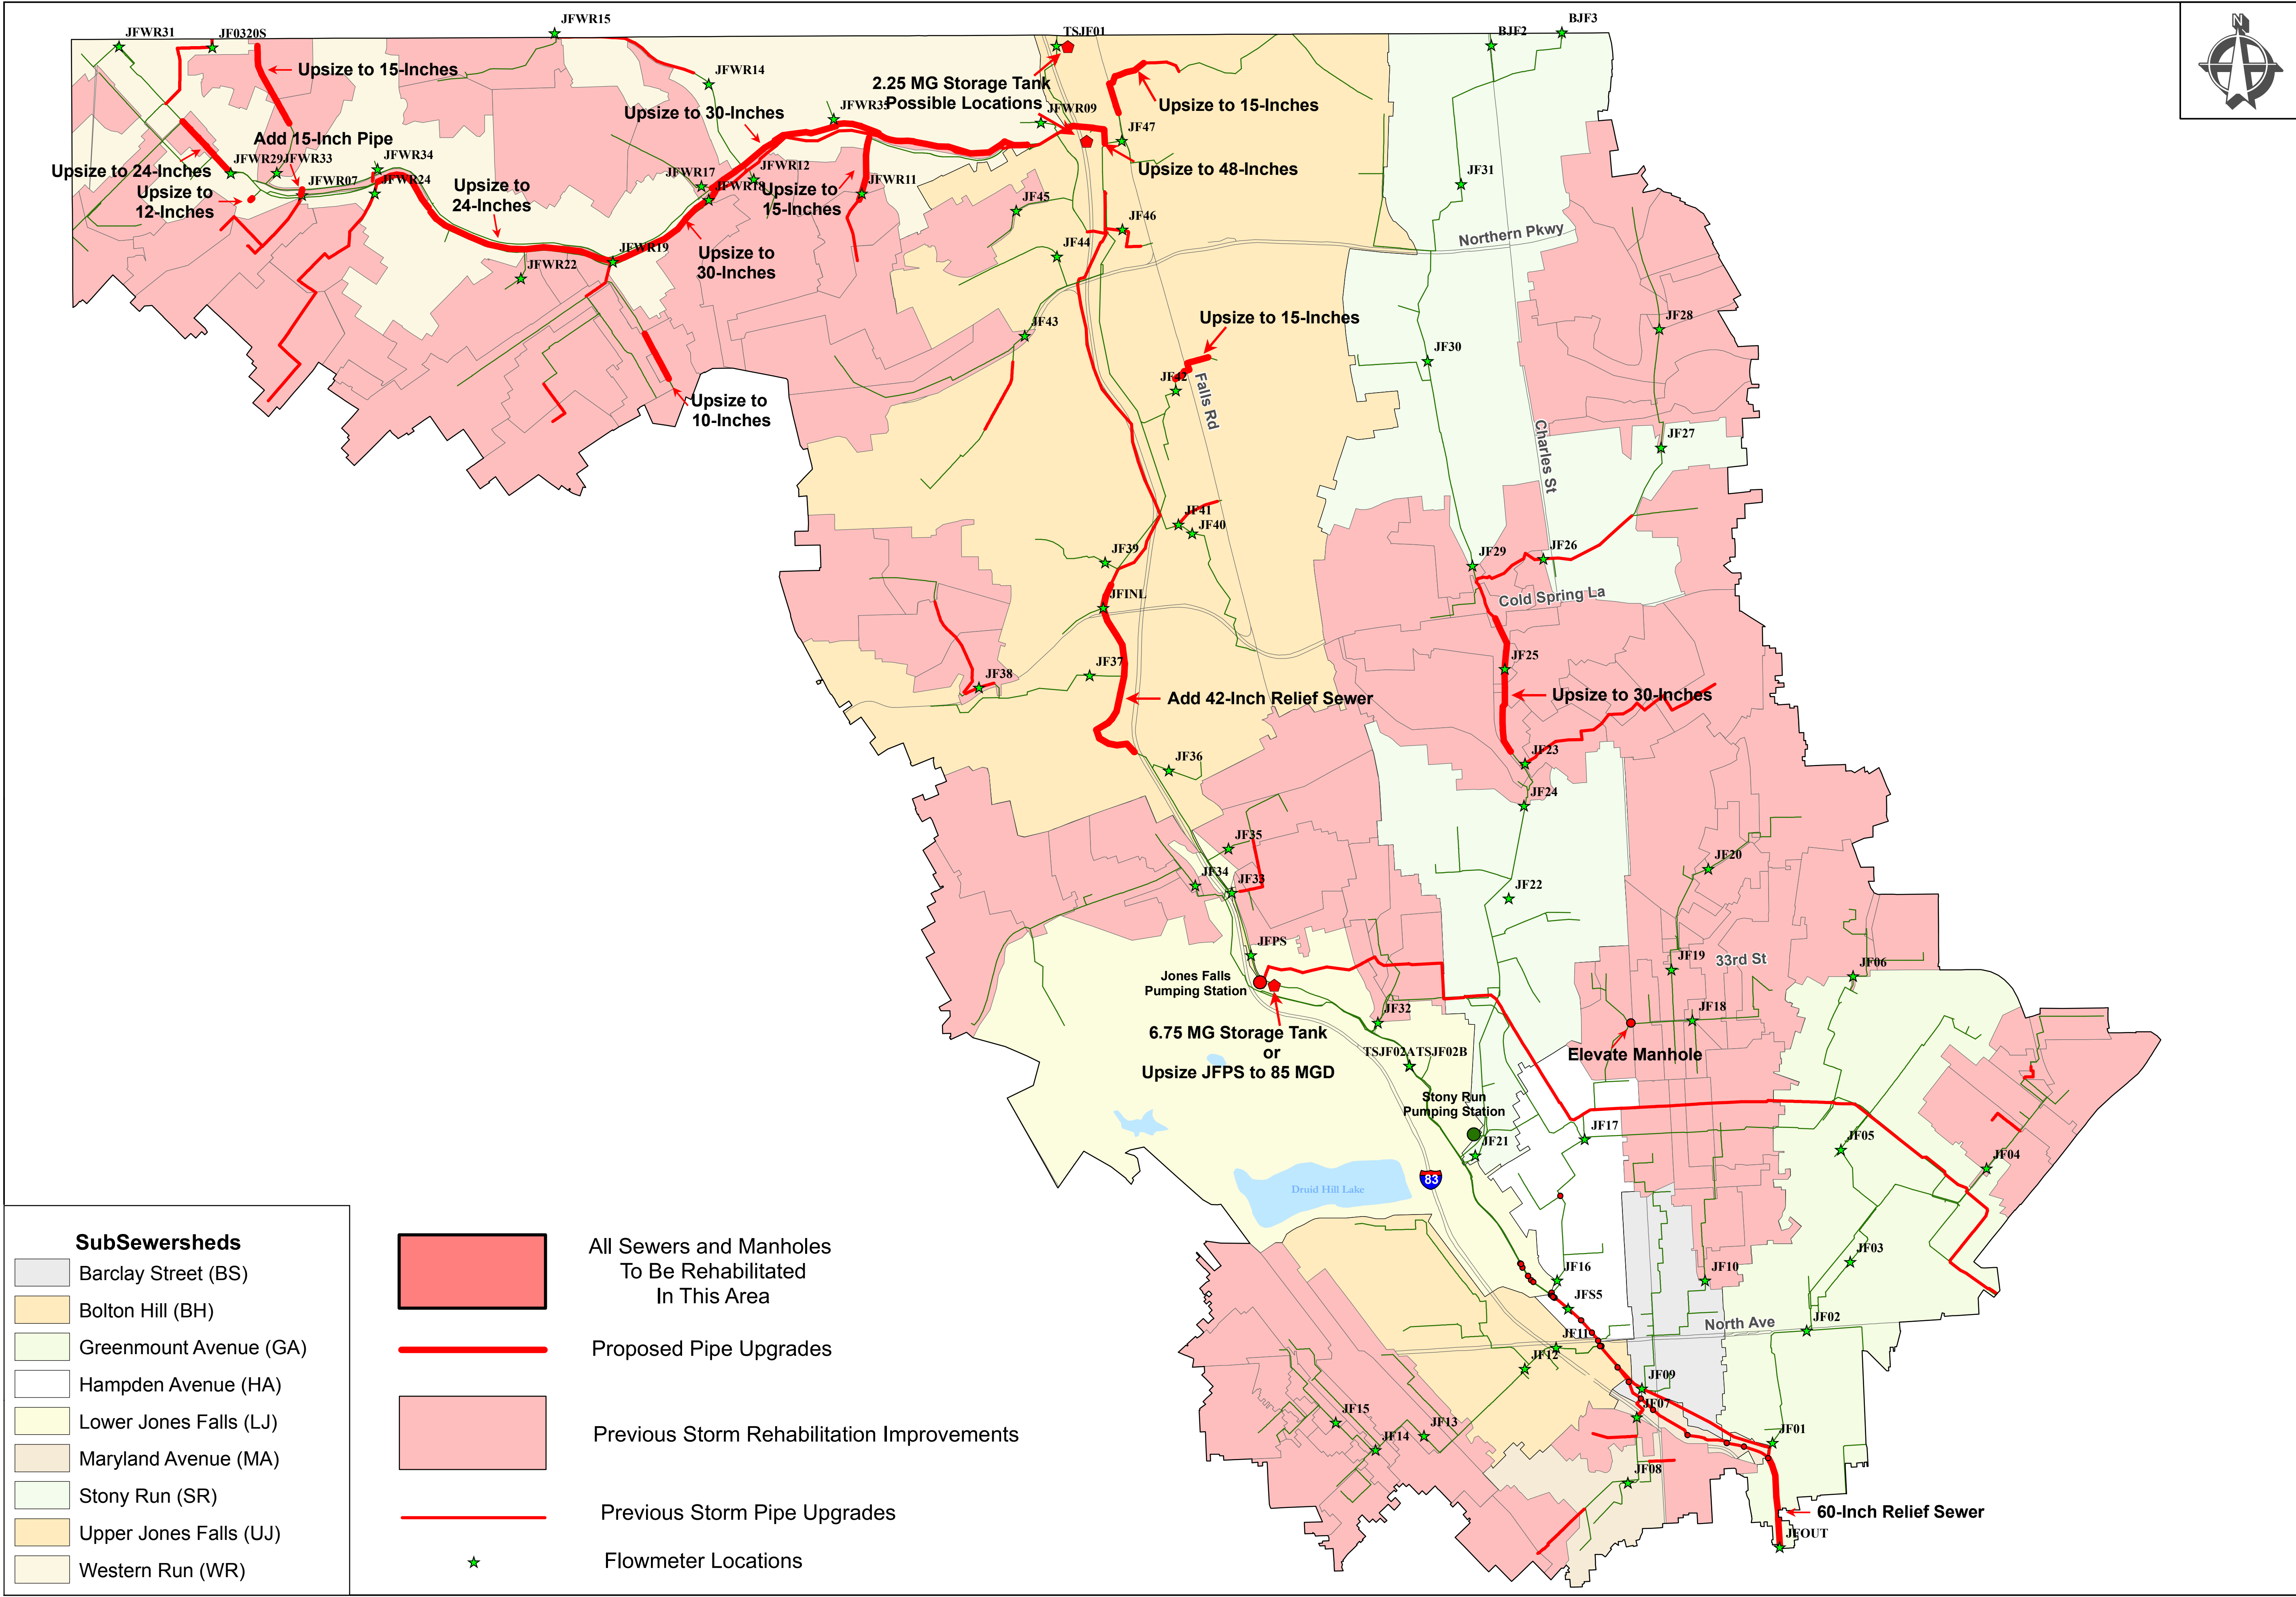 N
JFWR31
JF0320S
JFWR15
TSJF01
BJF2
BJF3
Upsize to 15-Inches
JFWR14
2.25 MG Storage Tank
Possible Locations
Upsize to 15-Inches
JFWR35
JFWR09
Upsize to 30-Inches
Add 15-Inch Pipe
JF47
Upsize to 24-Inches
JFWR29
JFWR33
JFWR34
JFWR12
Upsize to 48-Inches
JF31
Upsize to
12-Inches
JFWR07
JFWR24
Upsize to
24-Inches
JFWR17
JFWR18
Upsize to
15-Inches
JFWR11
JF45
JF46
Northern Pkwy
JFWR19
Upsize to
30-Inches
JF44
JFWR22
JF43
Upsize to 15-Inches
JF28
JF30
JF42
Falls Rd
Upsize to
10-Inches
Charles St
JF27
JF41
JF40
JF39
JF29
JF26
JFINL
Cold Spring La
JF37
JF25
JF38
Add 42-Inch Relief Sewer
Upsize to 30-Inches
JF36
JF23
JF24
JF35
JF34
JF33
JF20
JF22
JFPS
JF19
33rd St
JF06
Jones Falls
Pumping Station
JF32
JF18
6.75 MG Storage Tank
or
Upsize JFPS to 85 MGD
TSJF02A
TSJF02B
Elevate Manhole
Stony Run
Pumping Station
JF21
JF17
JF05
JF04
83
Druid Hill Lake
JF16
JF10
JF03
JFS5
North Ave
JF02
JF11
JF12
JF09
JF07
JF15
JF13
JF14
JF01
JF08
60-Inch Relief Sewer
JFOUT
SubSewersheds
Barclay Street (BS)
Bolton Hill (BH)
Greenmount Avenue (GA)
Hampden Avenue (HA)
Lower Jones Falls (LJ)
Maryland Avenue (MA)
Stony Run (SR)
Upper Jones Falls (UJ)
Western Run (WR)
All Sewers and Manholes
To Be Rehabilitated
In This Area
Proposed Pipe Upgrades
Previous Storm Rehabilitation Improvements
Previous Storm Pipe Upgrades
Flowmeter Locations